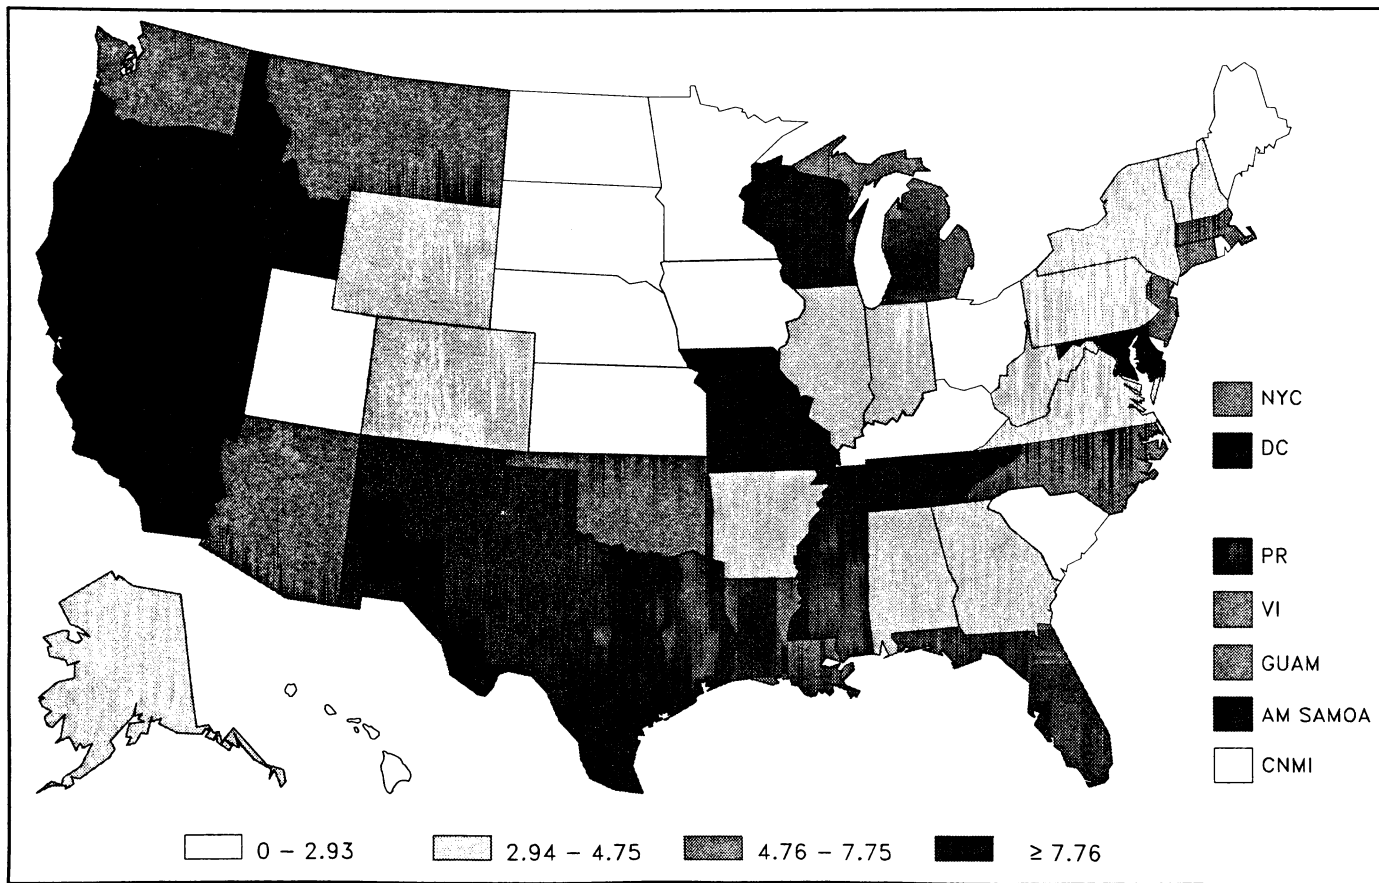 NYC
DC
PR
VI
GUAM
AM SAMOA
CNMI
0 – 2.93
2.94 – 4.75
4.76 – 7.75
≥ 7.76